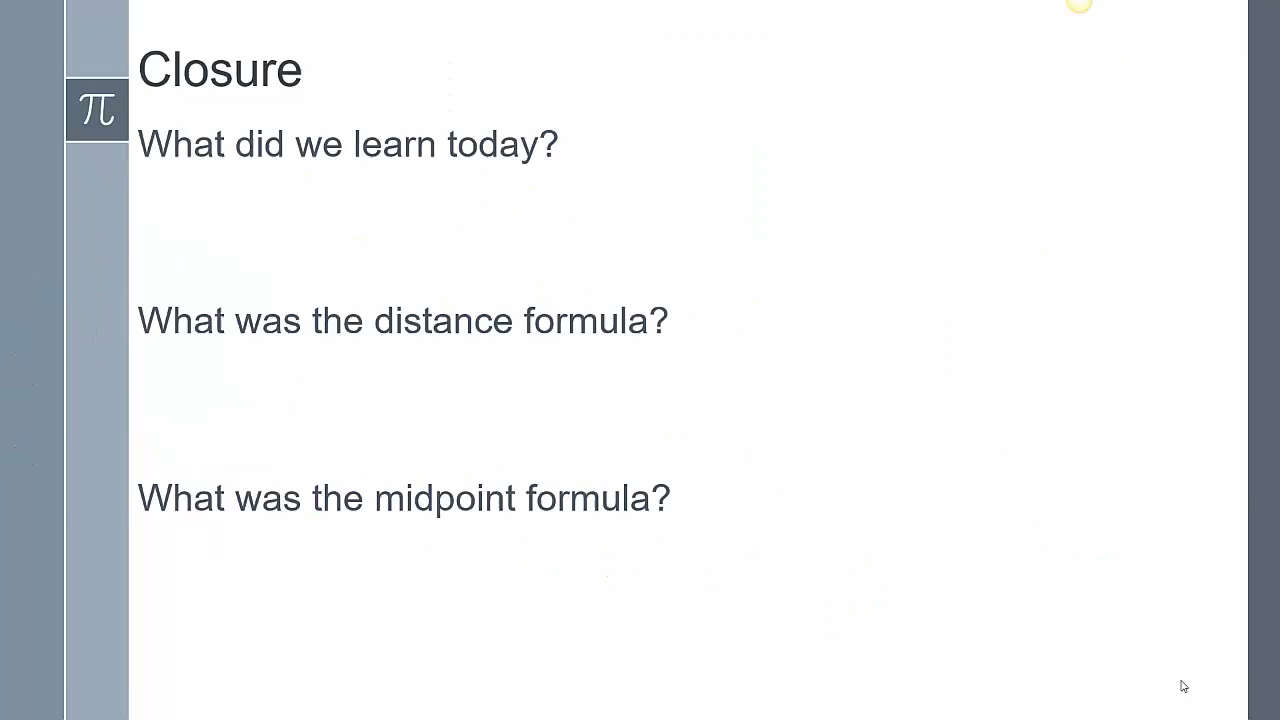 Closure
π
What did we learn today?
What was the distance formula?
What was the midpoint formula?